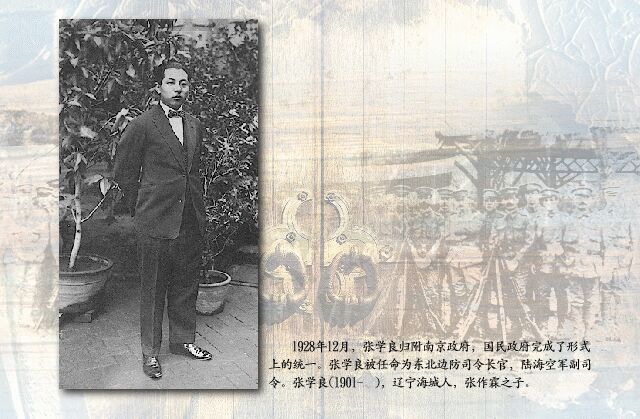 1928年12月，张学良归附南京政府，国民政府完成了形式
上的统一。张学良被任命为东北边防司令长官，陆海空军副司
令。张学良(1901-　)，辽宁海城人，张作霖之子。